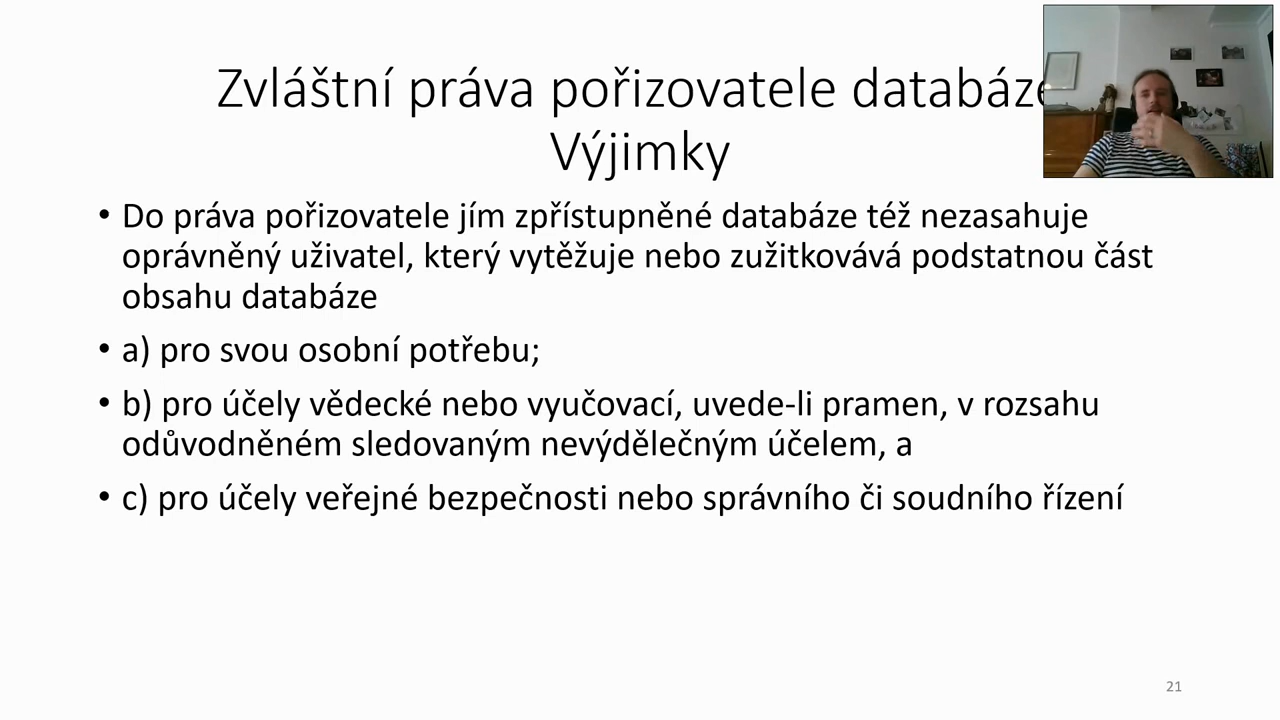 Zvláštní práva pořizovatele databáze
Výjimky
• Do práva pořizovatele jím zpřístupněné databáze též nezasahuje
oprávněný uživatel, který vytěžuje nebo zužitkovává podstatnou část
obsahu databáze
• a) pro svou osobní potřebu;
• b) pro účely vědecké nebo vyučovací, uvede-li pramen, v rozsahu
odůvodněném sledovaným nevýdělečným účelem, a
• c) pro účely veřejné bezpečnosti nebo správního či soudního řízení
21